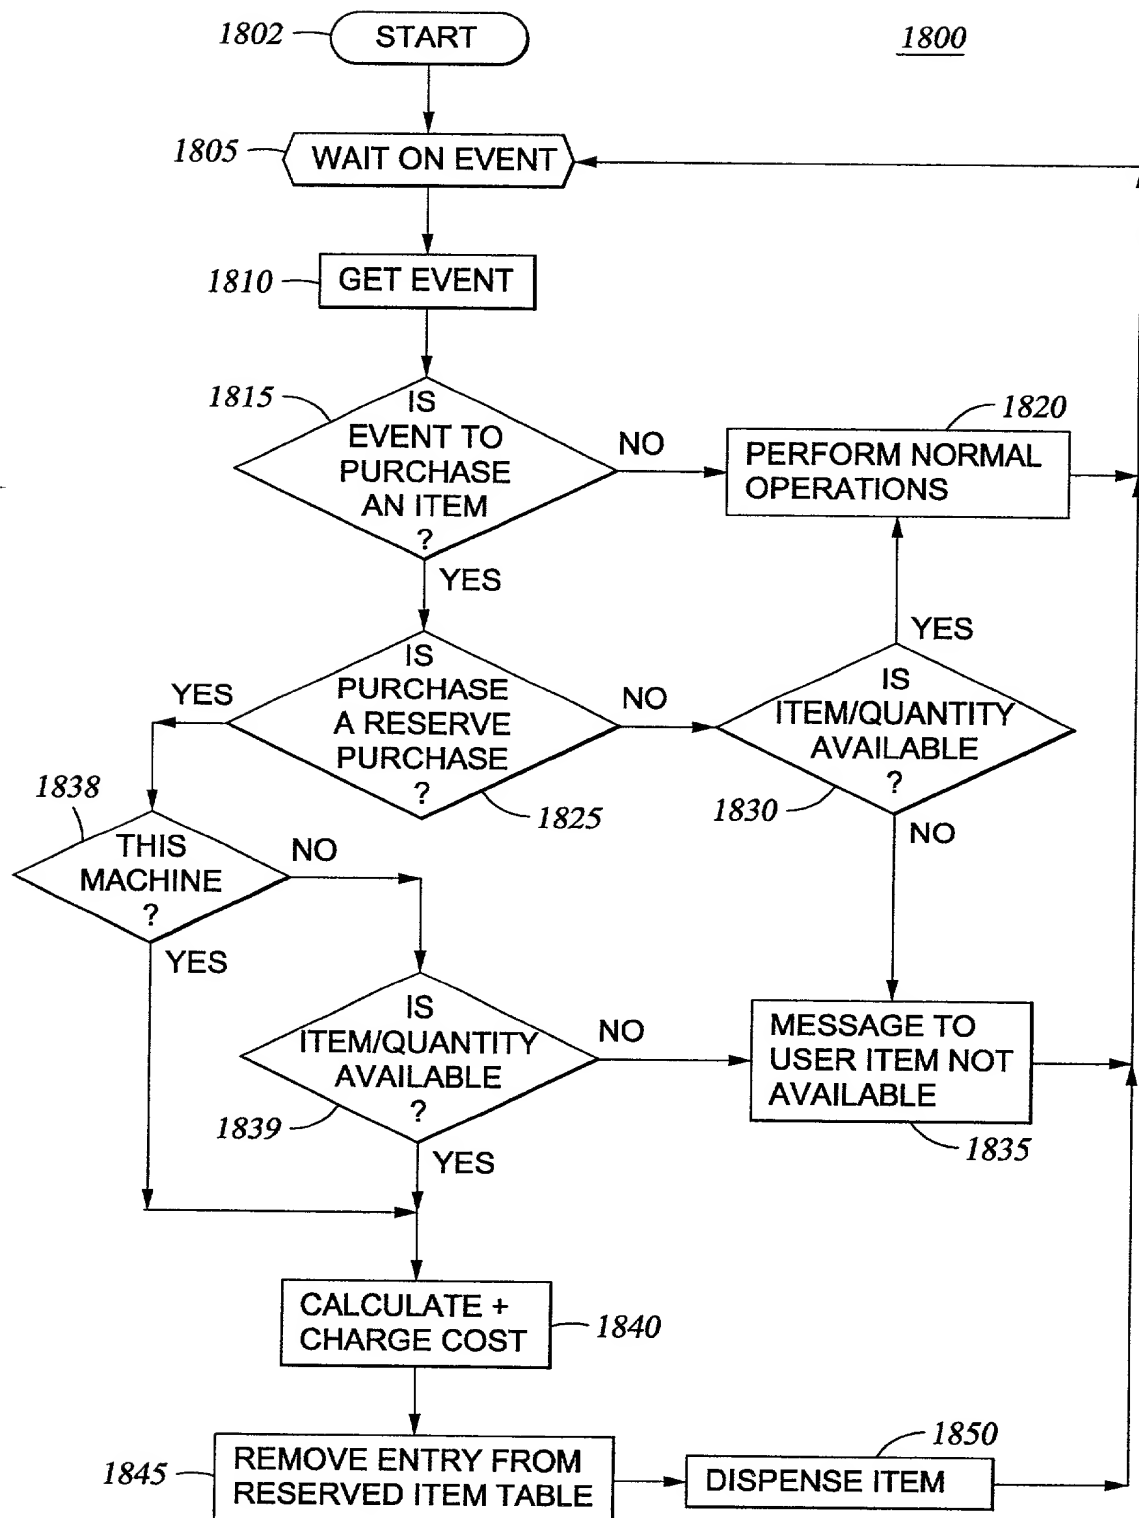 1802
START
1800
1805
WAIT ON EVENT
1810
GET EVENT
1815
IS
EVENT TO
PURCHASE
AN ITEM
?
NO
1820
PERFORM NORMAL
OPERATIONS
YES
IS
PURCHASE
A RESERVE
PURCHASE
?
1825
YES
NO
YES
IS
ITEM/QUANTITY
AVAILABLE
?
1830
NO
1838
THIS
MACHINE
?
NO
YES
IS
ITEM/QUANTITY
AVAILABLE
?
1839
NO
YES
MESSAGE TO
USER ITEM NOT
AVAILABLE
1835
CALCULATE +
CHARGE COST
1840
1845
REMOVE ENTRY FROM
RESERVED ITEM TABLE
1850
DISPENSE ITEM